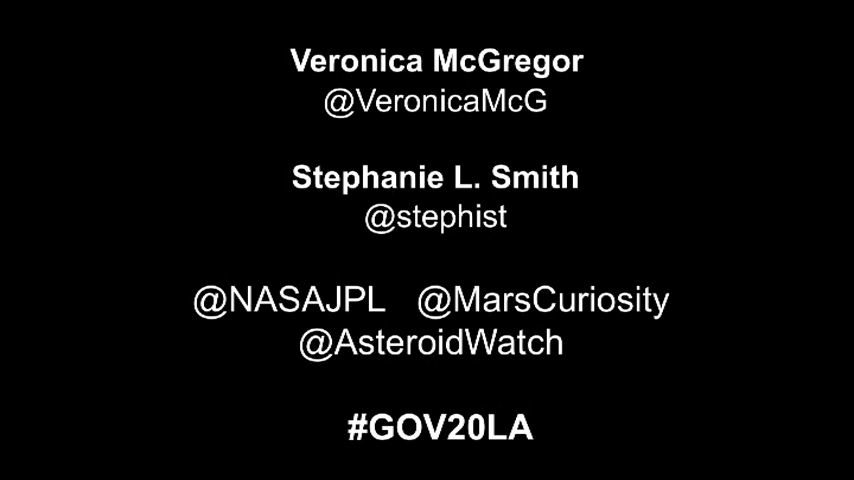 Veronica McGregor
@VeronicaMcG
Stephanie L. Smith
@stephist
@NASAJPL @MarsCuriosity
@AsteroidWatch
#GOV20LA